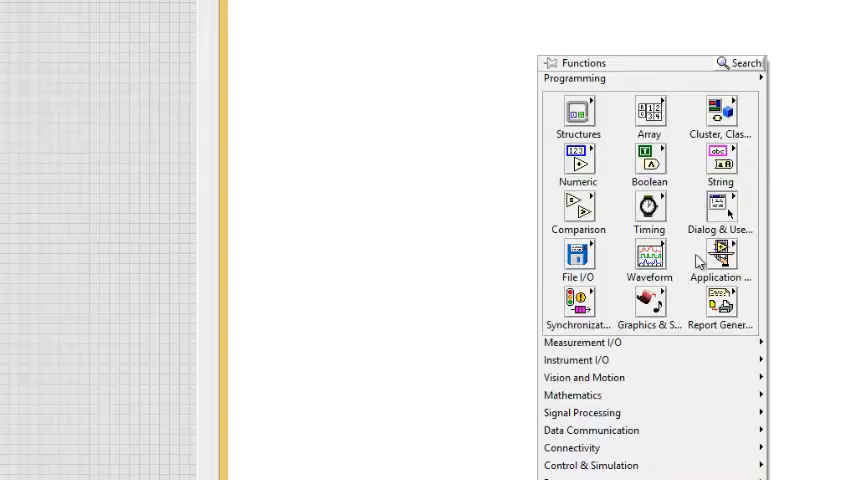 Functions
Search
Programming
Structures
Array
Cluster, Clas...
Numeric
Boolean
String
Comparison
Timing
Dialog & Use...
File I/O
Waveform
Application ...
Synchronizat...
Graphics & S...
Report Gener...
Measurement I/O
Instrument I/O
Vision and Motion
Mathematics
Signal Processing
Data Communication
Connectivity
Control & Simulation